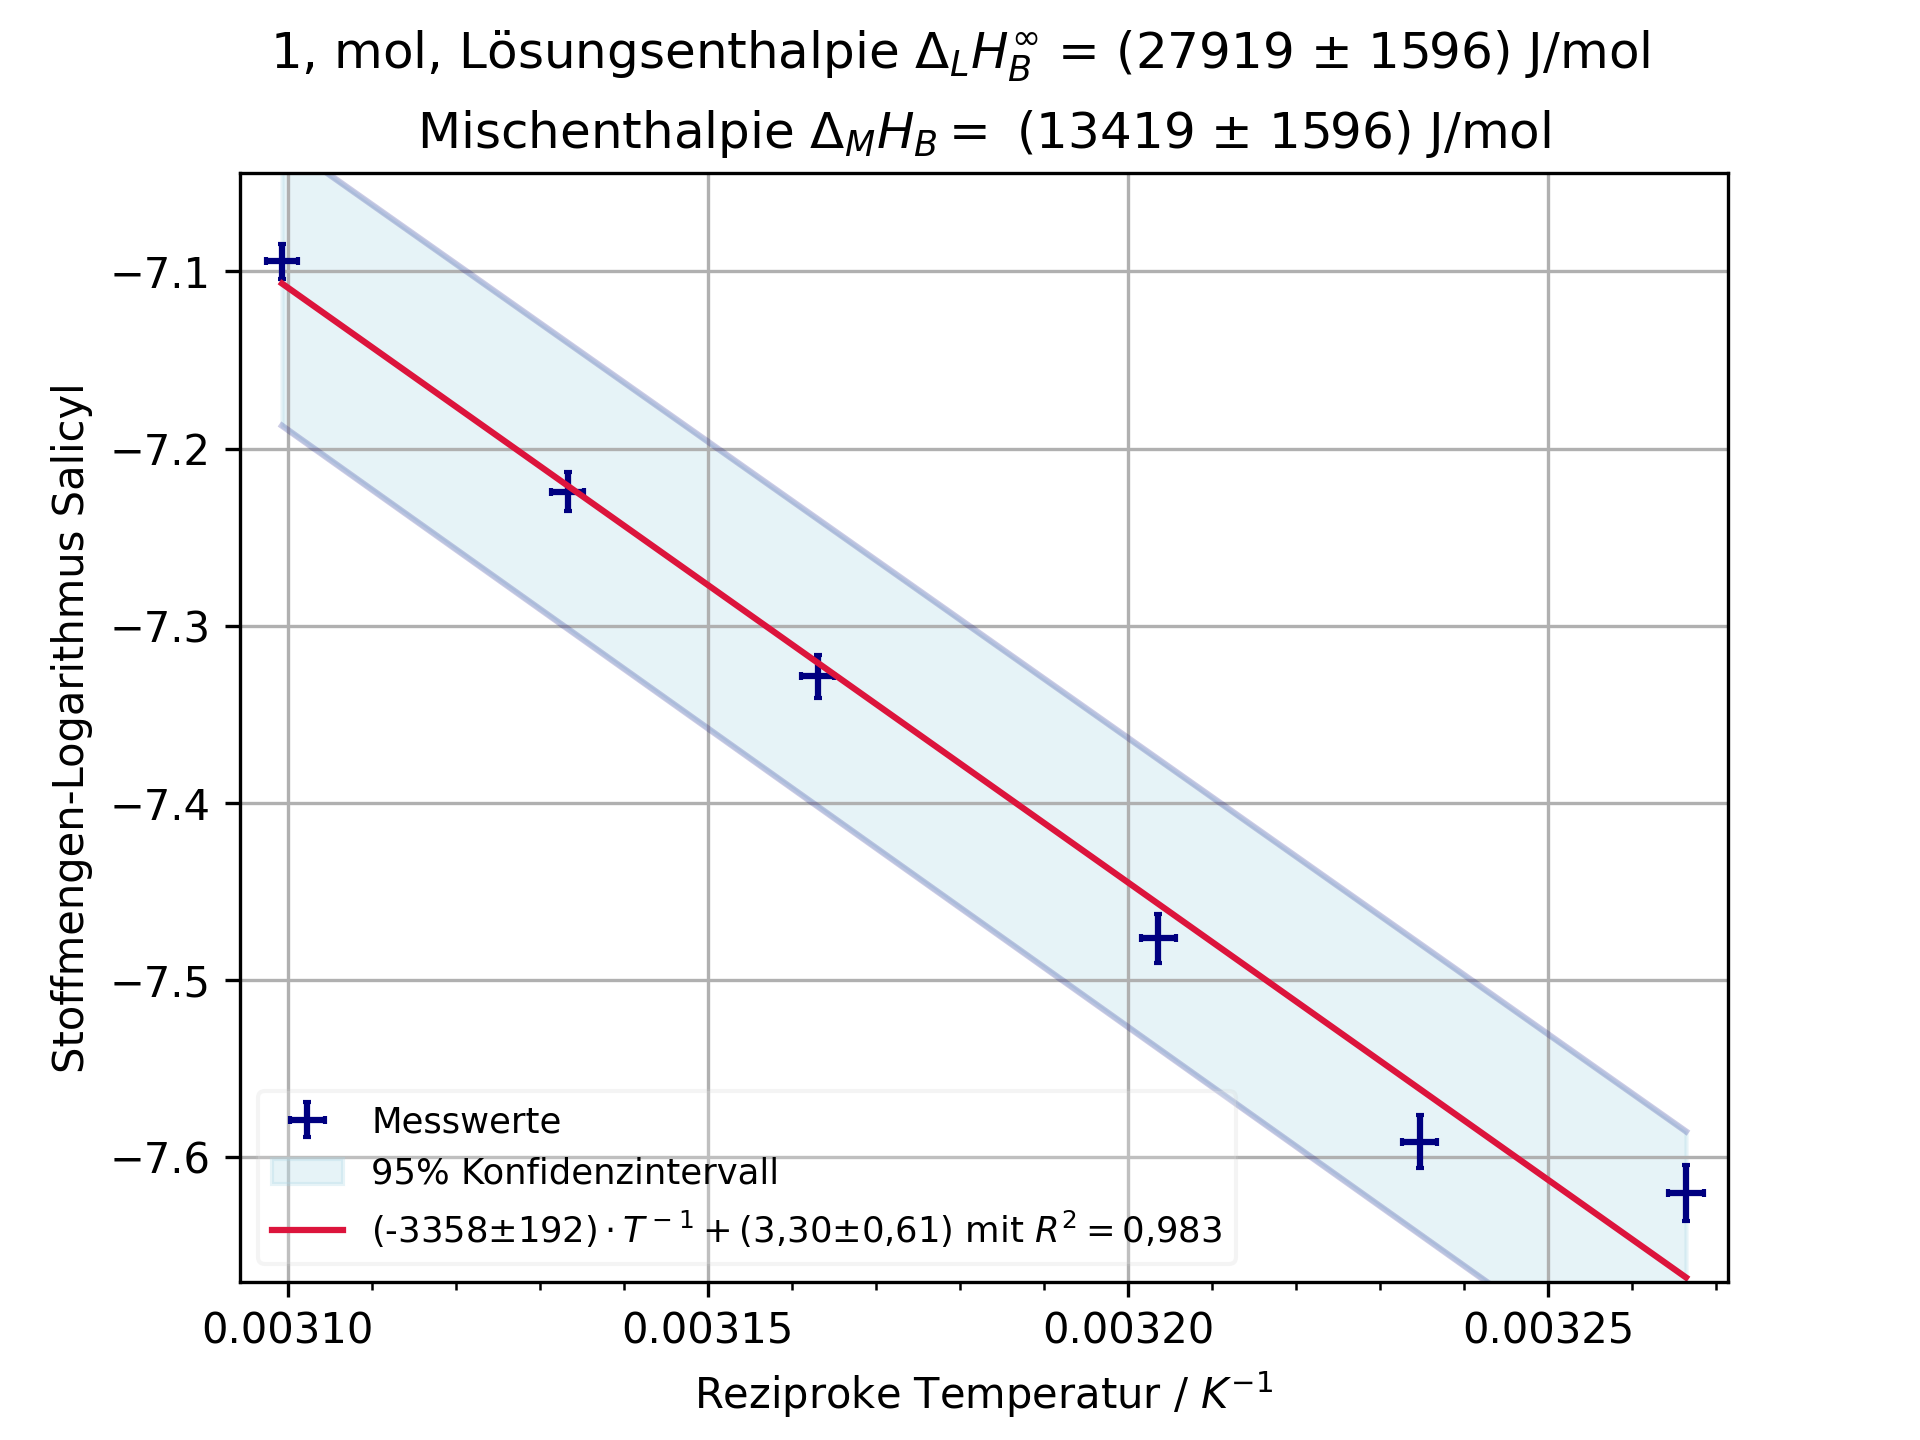 1, mol, Lösungsenthalpie Δ_L H_B^∞ = (27919 ± 1596) J/mol
Mischenthalpie Δ_M H_B = (13419 ± 1596) J/mol
Stoffmengen-Logarithmus Salicyl
−7.1
−7.2
−7.3
−7.4
−7.5
−7.6
Messwerte
95% Konfidenzintervall
(-3358±192) · T⁻¹ + (3,30±0,61) mit R² = 0,983
0.00310 0.00315 0.00320 0.00325
Reziproke Temperatur / K⁻¹